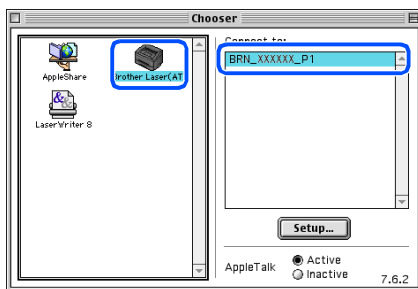 Chooser
Connect to:
AppleShare
Brother Laser(AT
LaserWriter 8
BRN_XXXXXX_P1
Setup...
AppleTalk
Active
Inactive
7.6.2